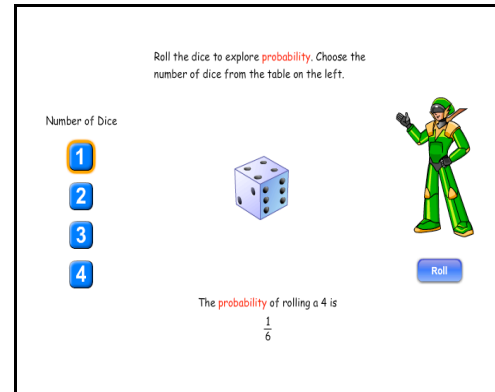 Roll the dice to explore probability. Choose the
number of dice from the table on the left.
Number of Dice
1
2
3
4
Roll
The probability of rolling a 4 is
1
6